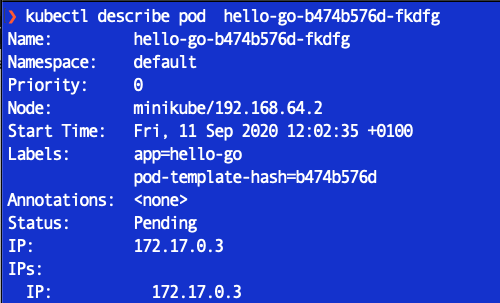 ❯ kubectl describe pod  hello-go-b474b576d-fkdfg
Name:         hello-go-b474b576d-fkdfg
Namespace:    default
Priority:     0
Node:         minikube/192.168.64.2
Start Time:   Fri, 11 Sep 2020 12:02:35 +0100
Labels:       app=hello-go
              pod-template-hash=b474b576d
Annotations:  <none>
Status:       Pending
IP:           172.17.0.3
IPs:
  IP:           172.17.0.3